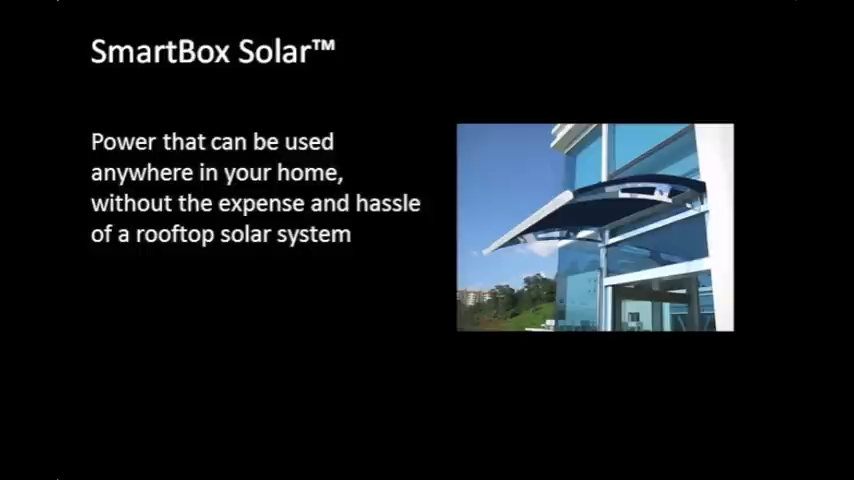 SmartBox Solar™
Power that can be used
anywhere in your home,
without the expense and hassle
of a rooftop solar system